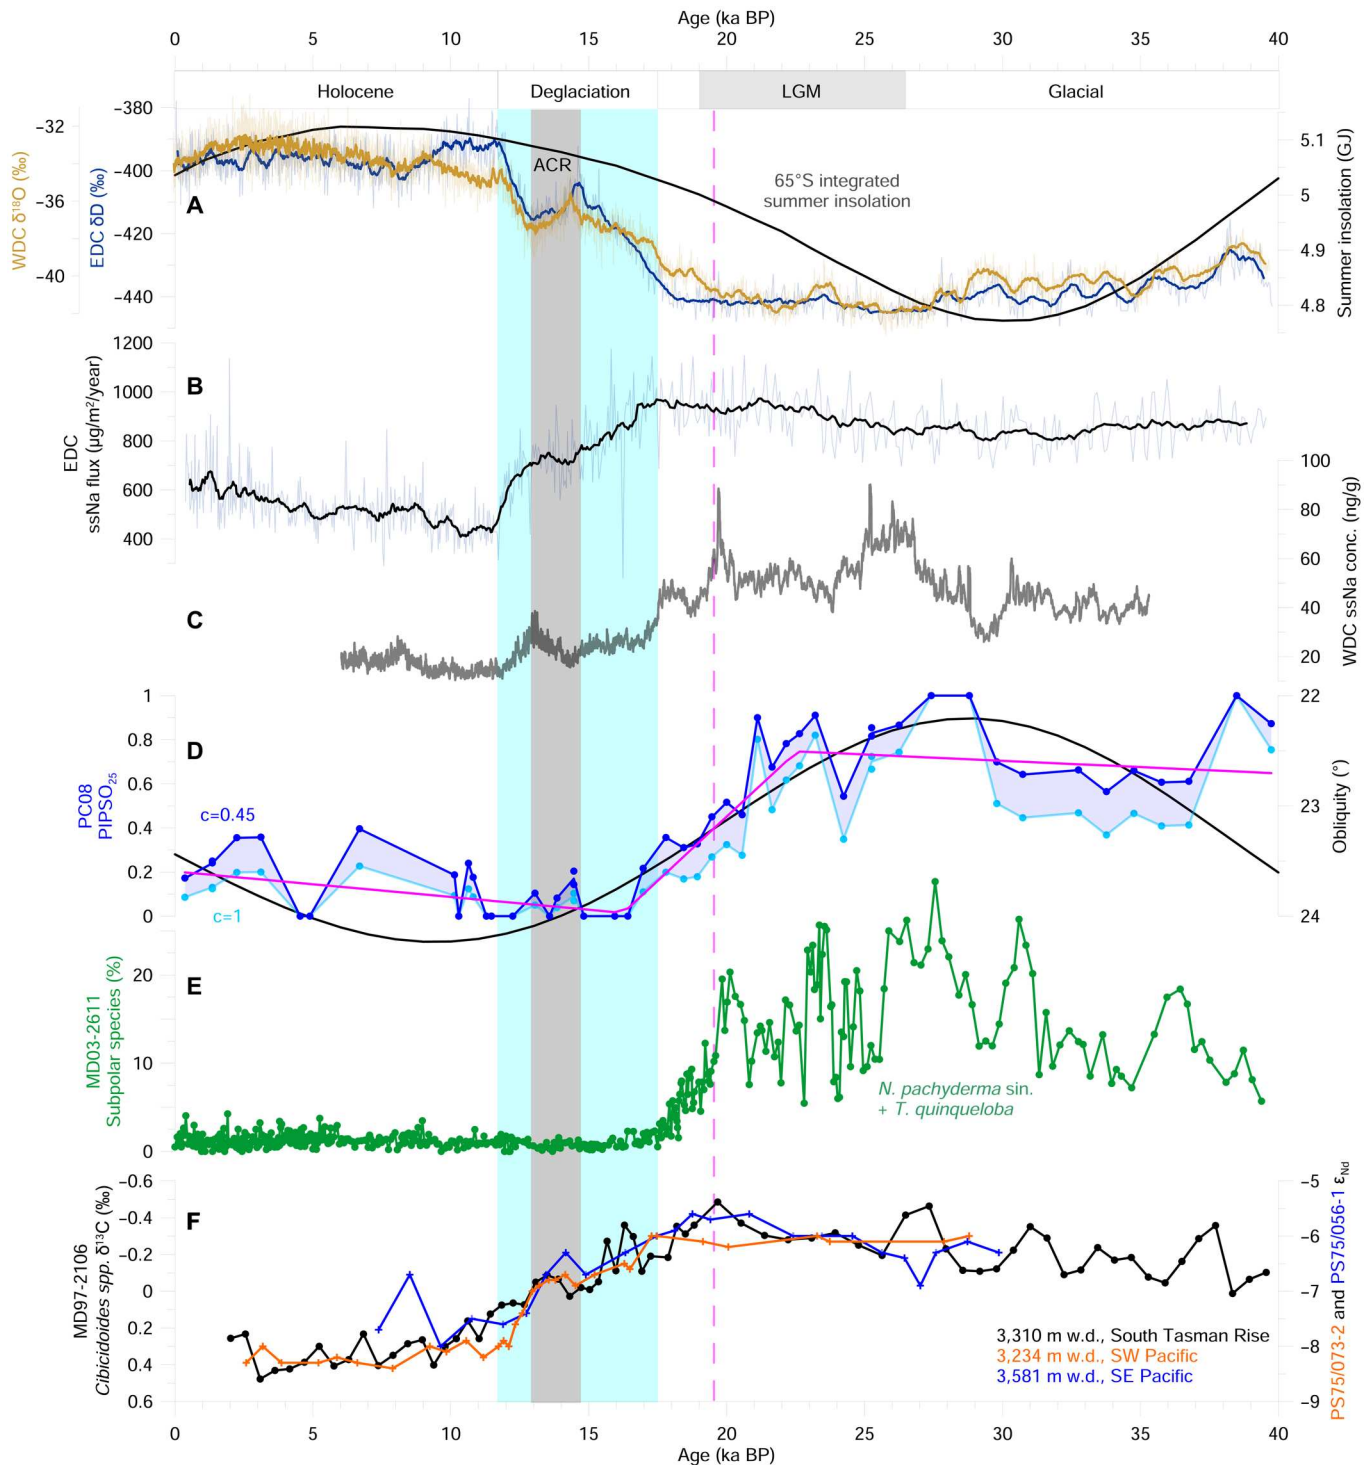 Age (ka BP)
0 5 10 15 20 25 30 35 40
Holocene Deglaciation LGM Glacial
WDC δ18O (‰)
−32
−36
−40
EDC δD (‰)
−380
−400
−420
−440
A
ACR
65°S integrated
summer insolation
5.1
5
4.9
4.8
Summer insolation (GJ)
EDC
ssNa flux (μg/m²/year)
1200
1000
800
600
400
B
100
80
60
40
20
WDC ssNa conc. (ng/g)
C
PC08
PIPSO25
1
0.8
0.6
0.4
0.2
0
D
c=0.45
c=1
22
23
24
Obliquity (°)
MD03-2611
Subpolar species (%)
20
10
0
E
N. pachyderma sin.
+ T. quinqueloba
MD97-2106
Cibicidoides spp. δ13C (‰)
−0.6
−0.4
−0.2
0
0.2
0.4
0.6
F
3,310 m w.d., South Tasman Rise
3,234 m w.d., SW Pacific
3,581 m w.d., SE Pacific
−5
−6
−7
−8
−9
PS75/073-2 and PS75/056-1 εNd
0 5 10 15 20 25 30 35 40
Age (ka BP)